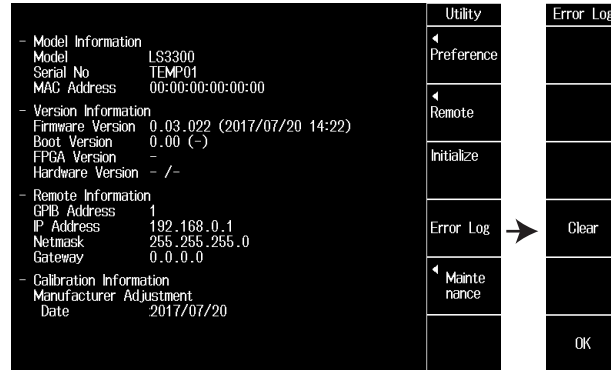 - Model Information
Model LS3300
Serial No TEMP01
MAC Address 00:00:00:00:00:00
- Version Information
Firmware Version 0.03.022 (2017/07/20 14:22)
Boot Version 0.00 (-)
FPGA Version -
Hardware Version - /-
- Remote Information
GPIB Address 1
IP Address 192.168.0.1
Netmask 255.255.255.0
Gateway 0.0.0.0
- Calibration Information
Manufacturer Adjustment
Date :2017/07/20
Utility
Preference
Remote
Initialize
Error Log
Mainte
nance
Error Log
Clear
OK